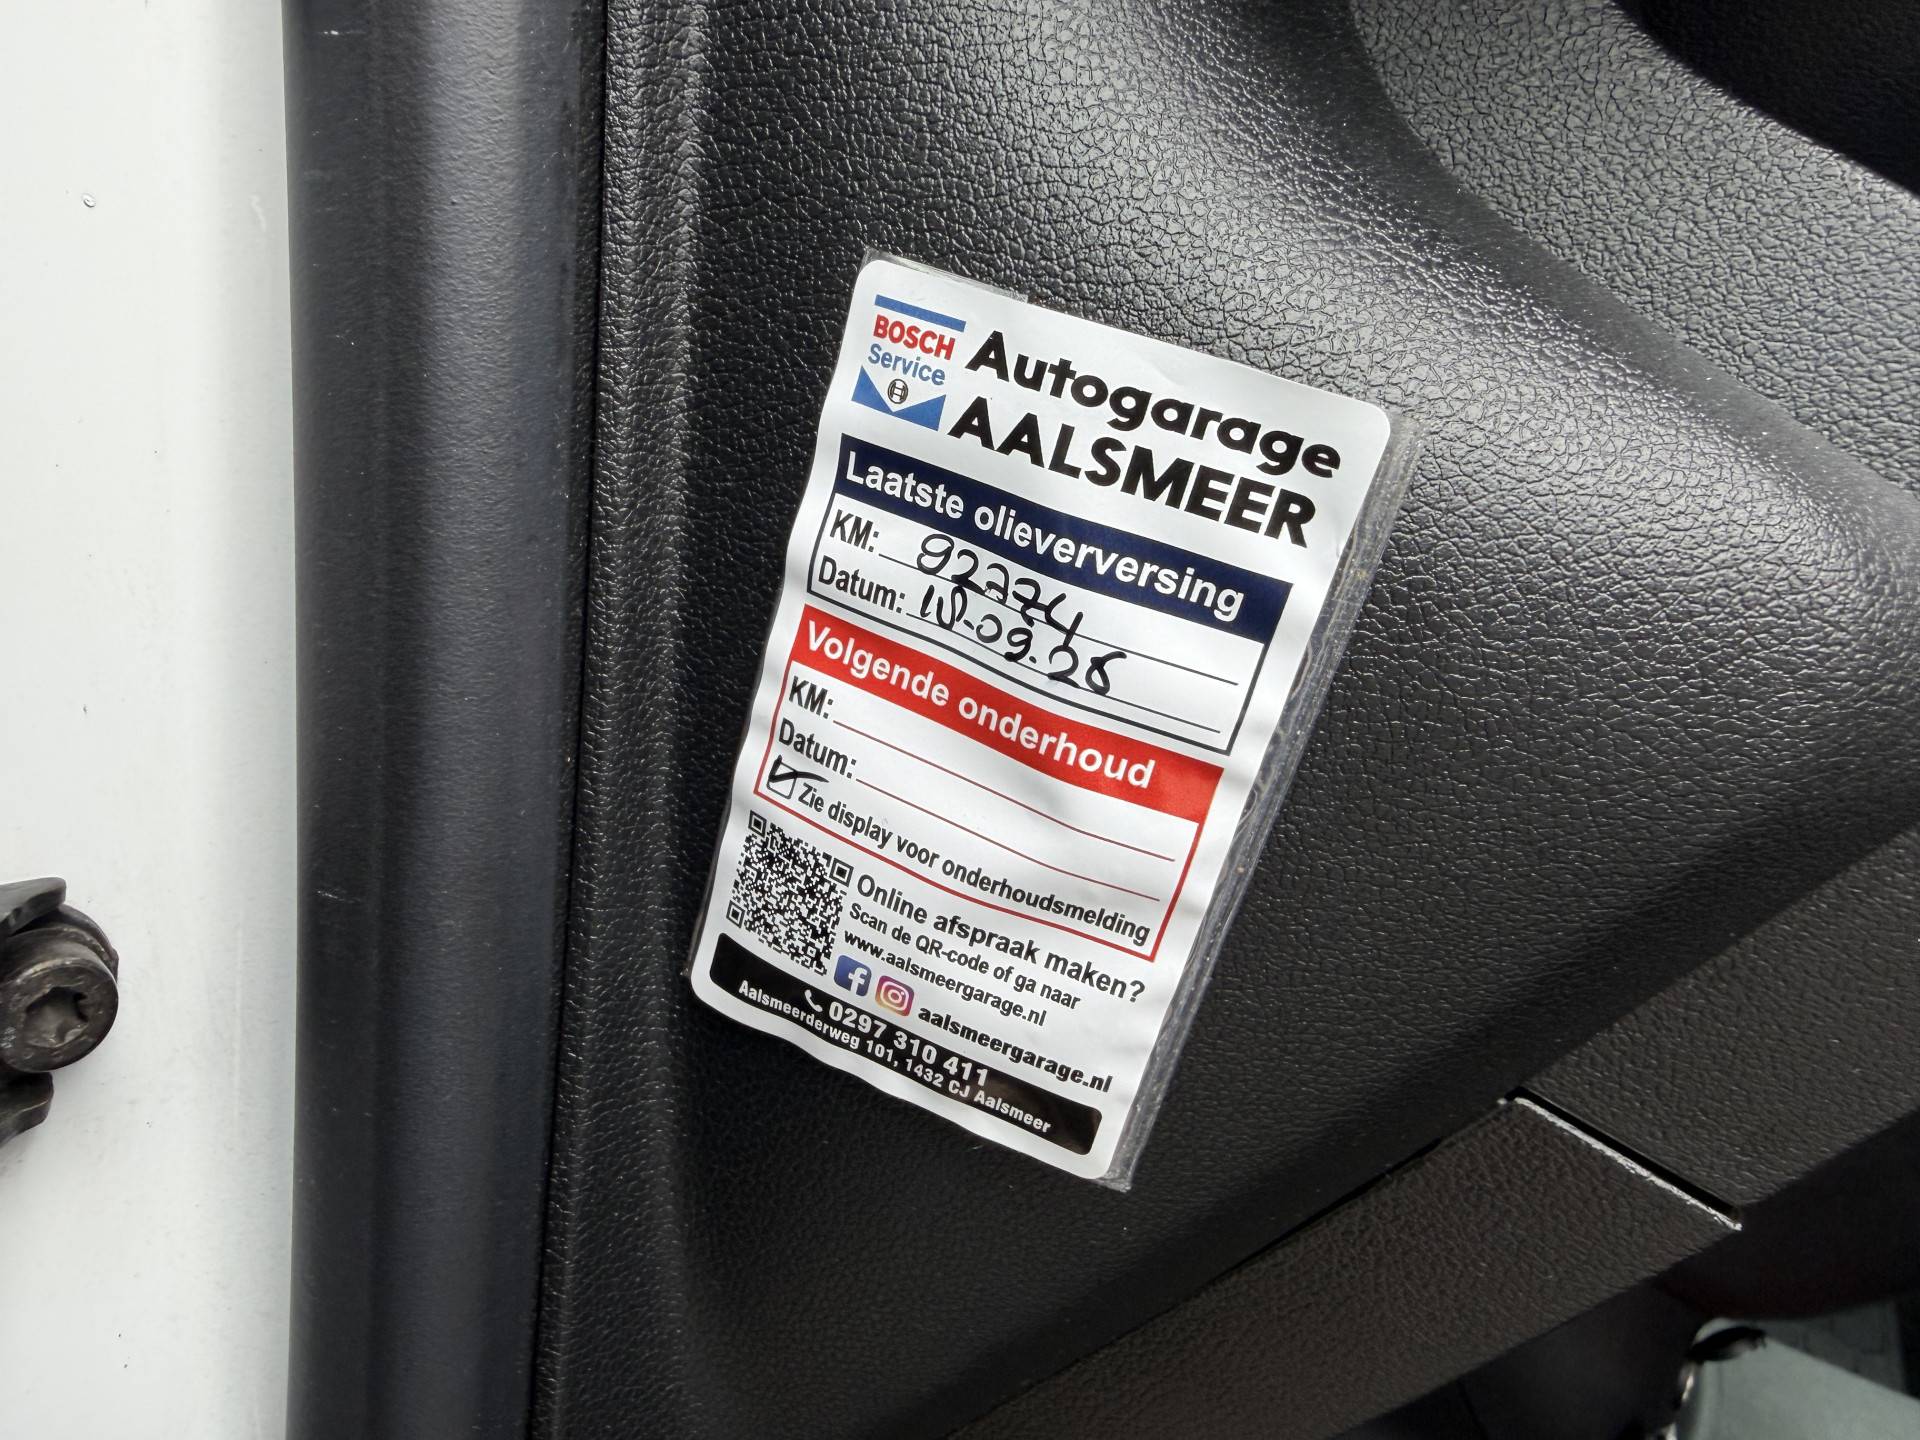 BOSCH
Service
Autogarage
AALSMEER
Laatste olieverversing
KM: 92774
Datum: 18-09-25
Volgende onderhoud
KM:
Datum:
Zie display voor onderhoudsmelding
Online afspraak maken?
Scan de QR-code of ga naar
www.aalsmeergarage.nl
aalsmeergarage.nl
0297 310 411
Aalsmeerderweg 101, 1432 CJ Aalsmeer